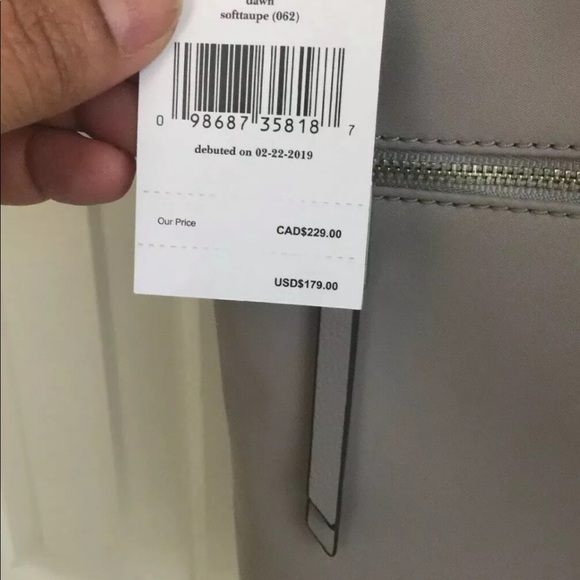 dawn
softtaupe (062)
0 98687 35818 7
debuted on 02-22-2019
Our Price CAD$229.00
USD$179.00